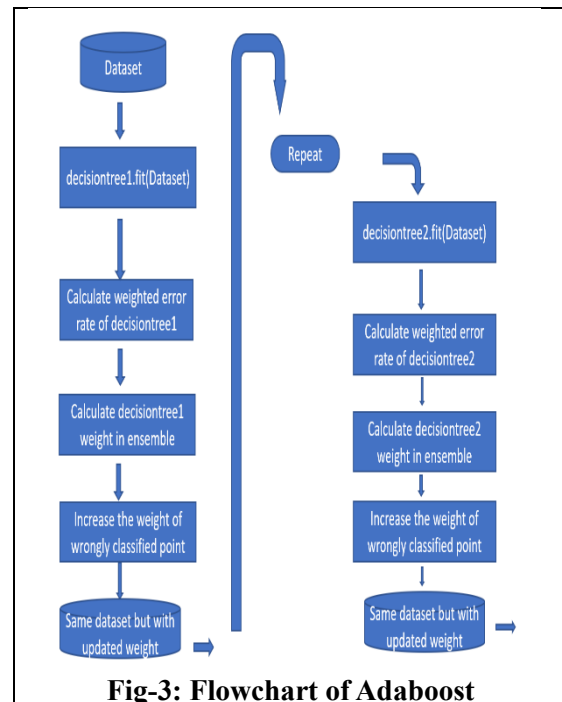 Dataset
decisiontree1.fit(Dataset)
Calculate weighted error
rate of decisiontree1
Calculate decisiontree1
weight in ensemble
Increase the weight of
wrongly classified point
Same dataset but with
updated weight
Repeat
decisiontree2.fit(Dataset)
Calculate weighted error
rate of decisiontree2
Calculate decisiontree2
weight in ensemble
Increase the weight of
wrongly classified point
Same dataset but with
updated weight
Fig-3: Flowchart of Adaboost